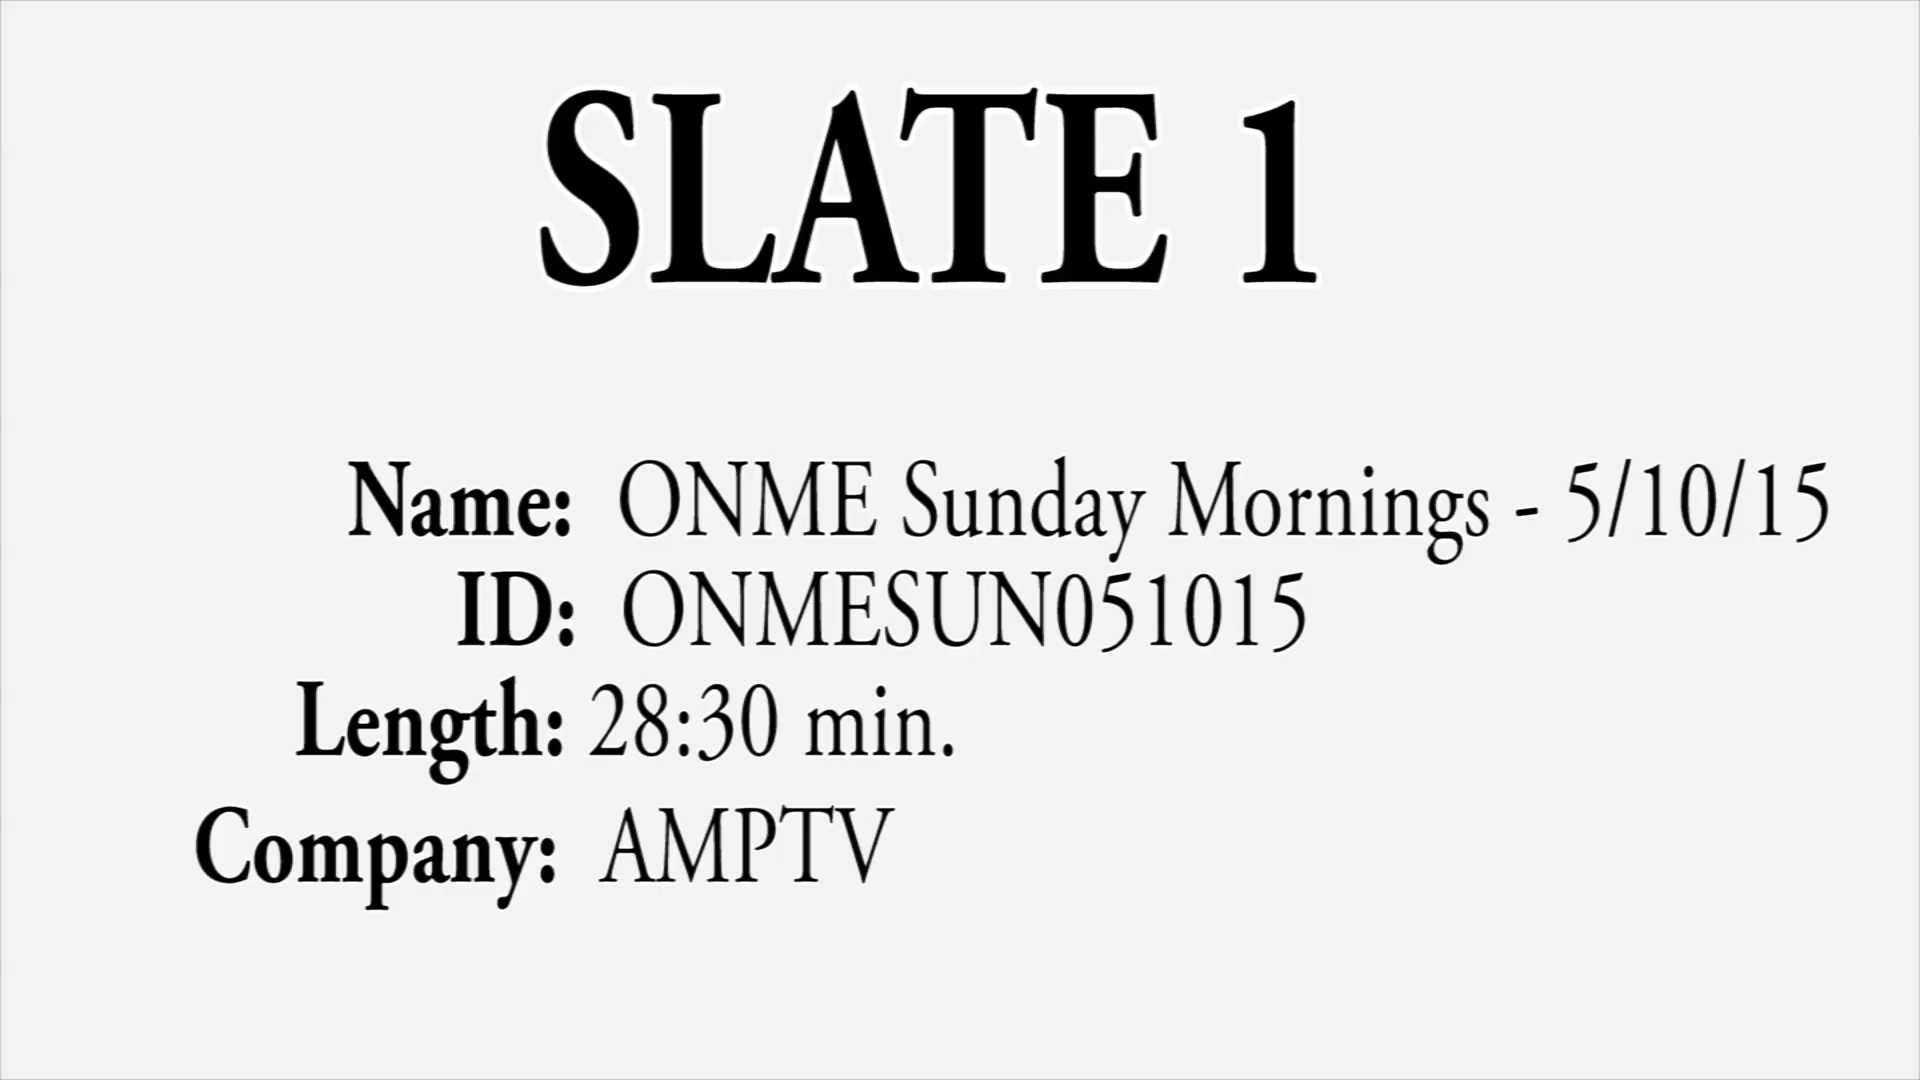 SLATE 1
Name: ONME Sunday Mornings - 5/10/15
ID: ONMESUN051015
Length: 28:30 min.
Company: AMPTV